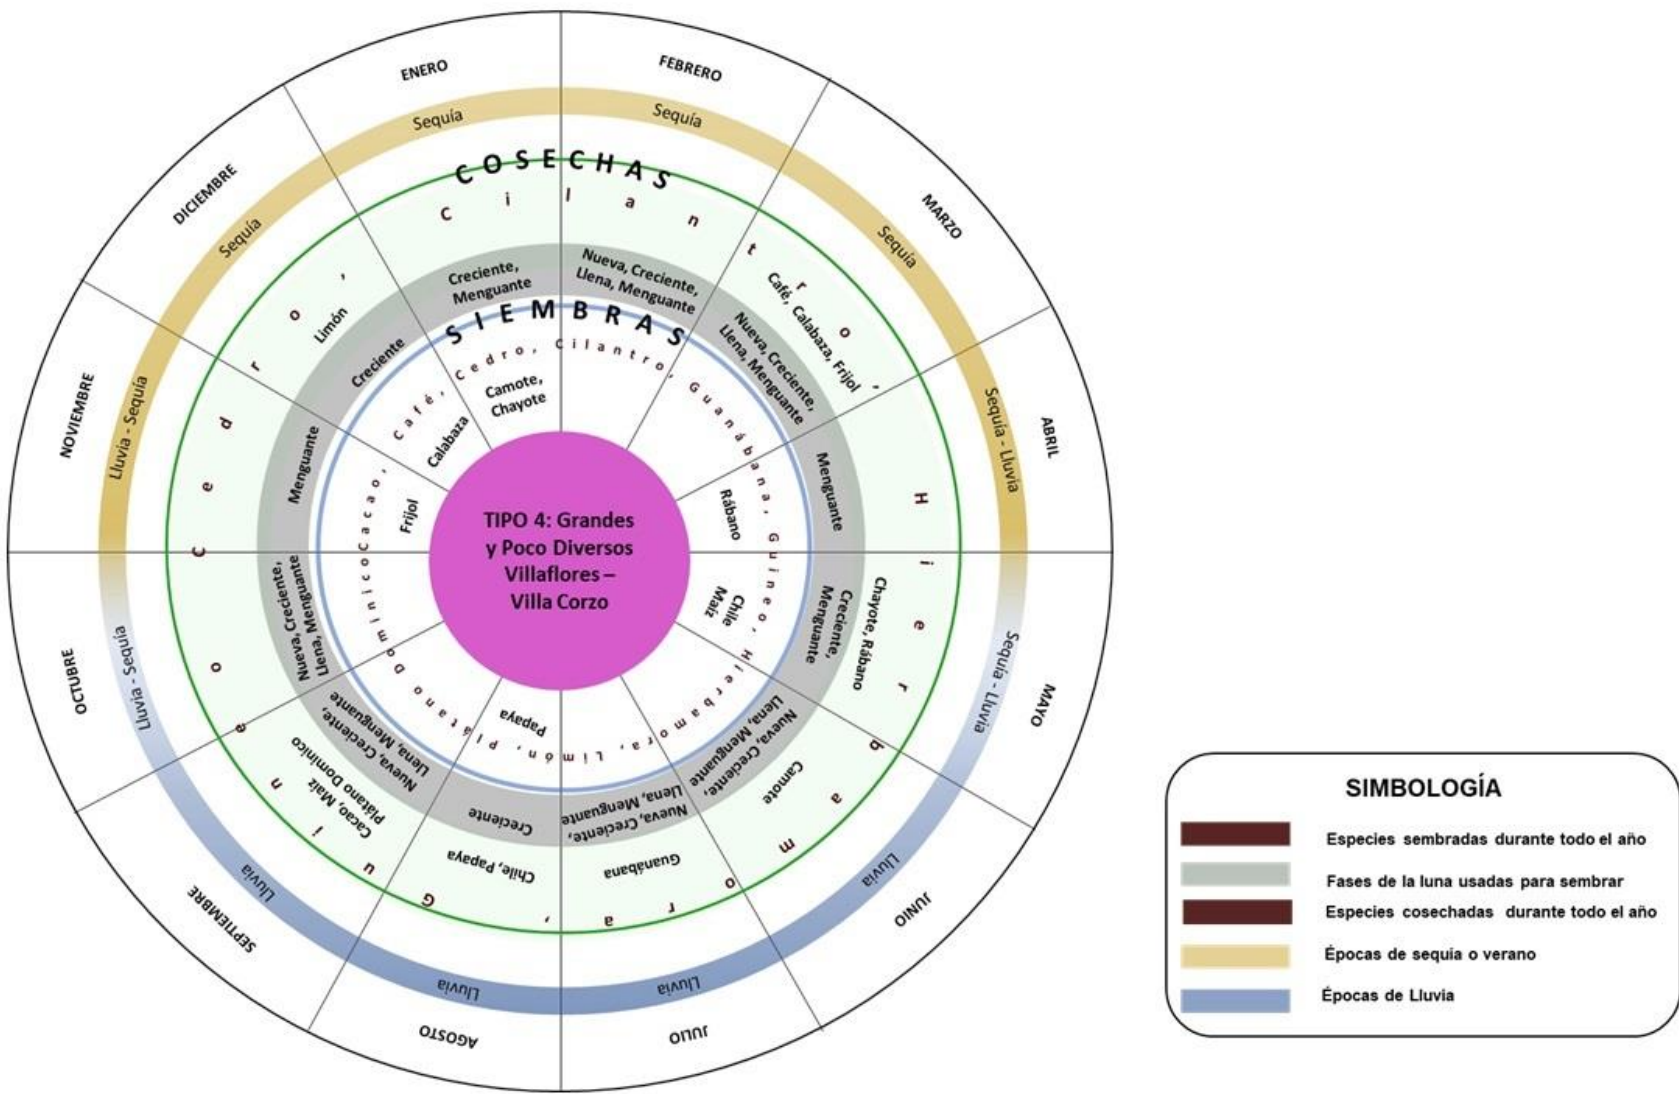 ENERO
FEBRERO
MARZO
ABRIL
MAYO
JUNIO
JULIO
AGOSTO
SEPTIEMBRE
OCTUBRE
NOVIEMBRE
DICIEMBRE
Sequía
Sequía
Sequía
Sequía - Lluvia
Sequía - Lluvia
Lluvia
Lluvia
Lluvia
Lluvia
Lluvia - Sequía
Lluvia - Sequía
Sequía
COSECHAS
Cedro, Cilantro, Hierbamora, Guineo
Café, Calabaza, Frijol
Chayote, Rábano
Camote
Guanábana
Chile, Papaya
Cacao, Maíz
Plátano Dominico
Limón
Creciente,
Menguante
Nueva, Creciente,
Llena, Menguante
Nueva, Creciente,
Llena, Menguante
Menguante
Creciente,
Menguante
Nueva, Creciente,
Llena, Menguante
Nueva, Creciente,
Llena, Menguante
Creciente
Nueva, Creciente,
Llena, Menguante
Nueva, Creciente,
Llena, Menguante
Menguante
Creciente
SIEMBRAS
Cacao, Café, Cedro, Cilantro, Guanábana, Guineo, Hierbamora, Limón, Plátano Dominico
Camote,
Chayote
Rábano
Chile
Maíz
Papaya
Frijol
Calabaza
TIPO 4: Grandes
y Poco Diversos
Villaflores –
Villa Corzo
SIMBOLOGÍA
Especies sembradas durante todo el año
Fases de la luna usadas para sembrar
Especies cosechadas durante todo el año
Épocas de sequía o verano
Épocas de Lluvia